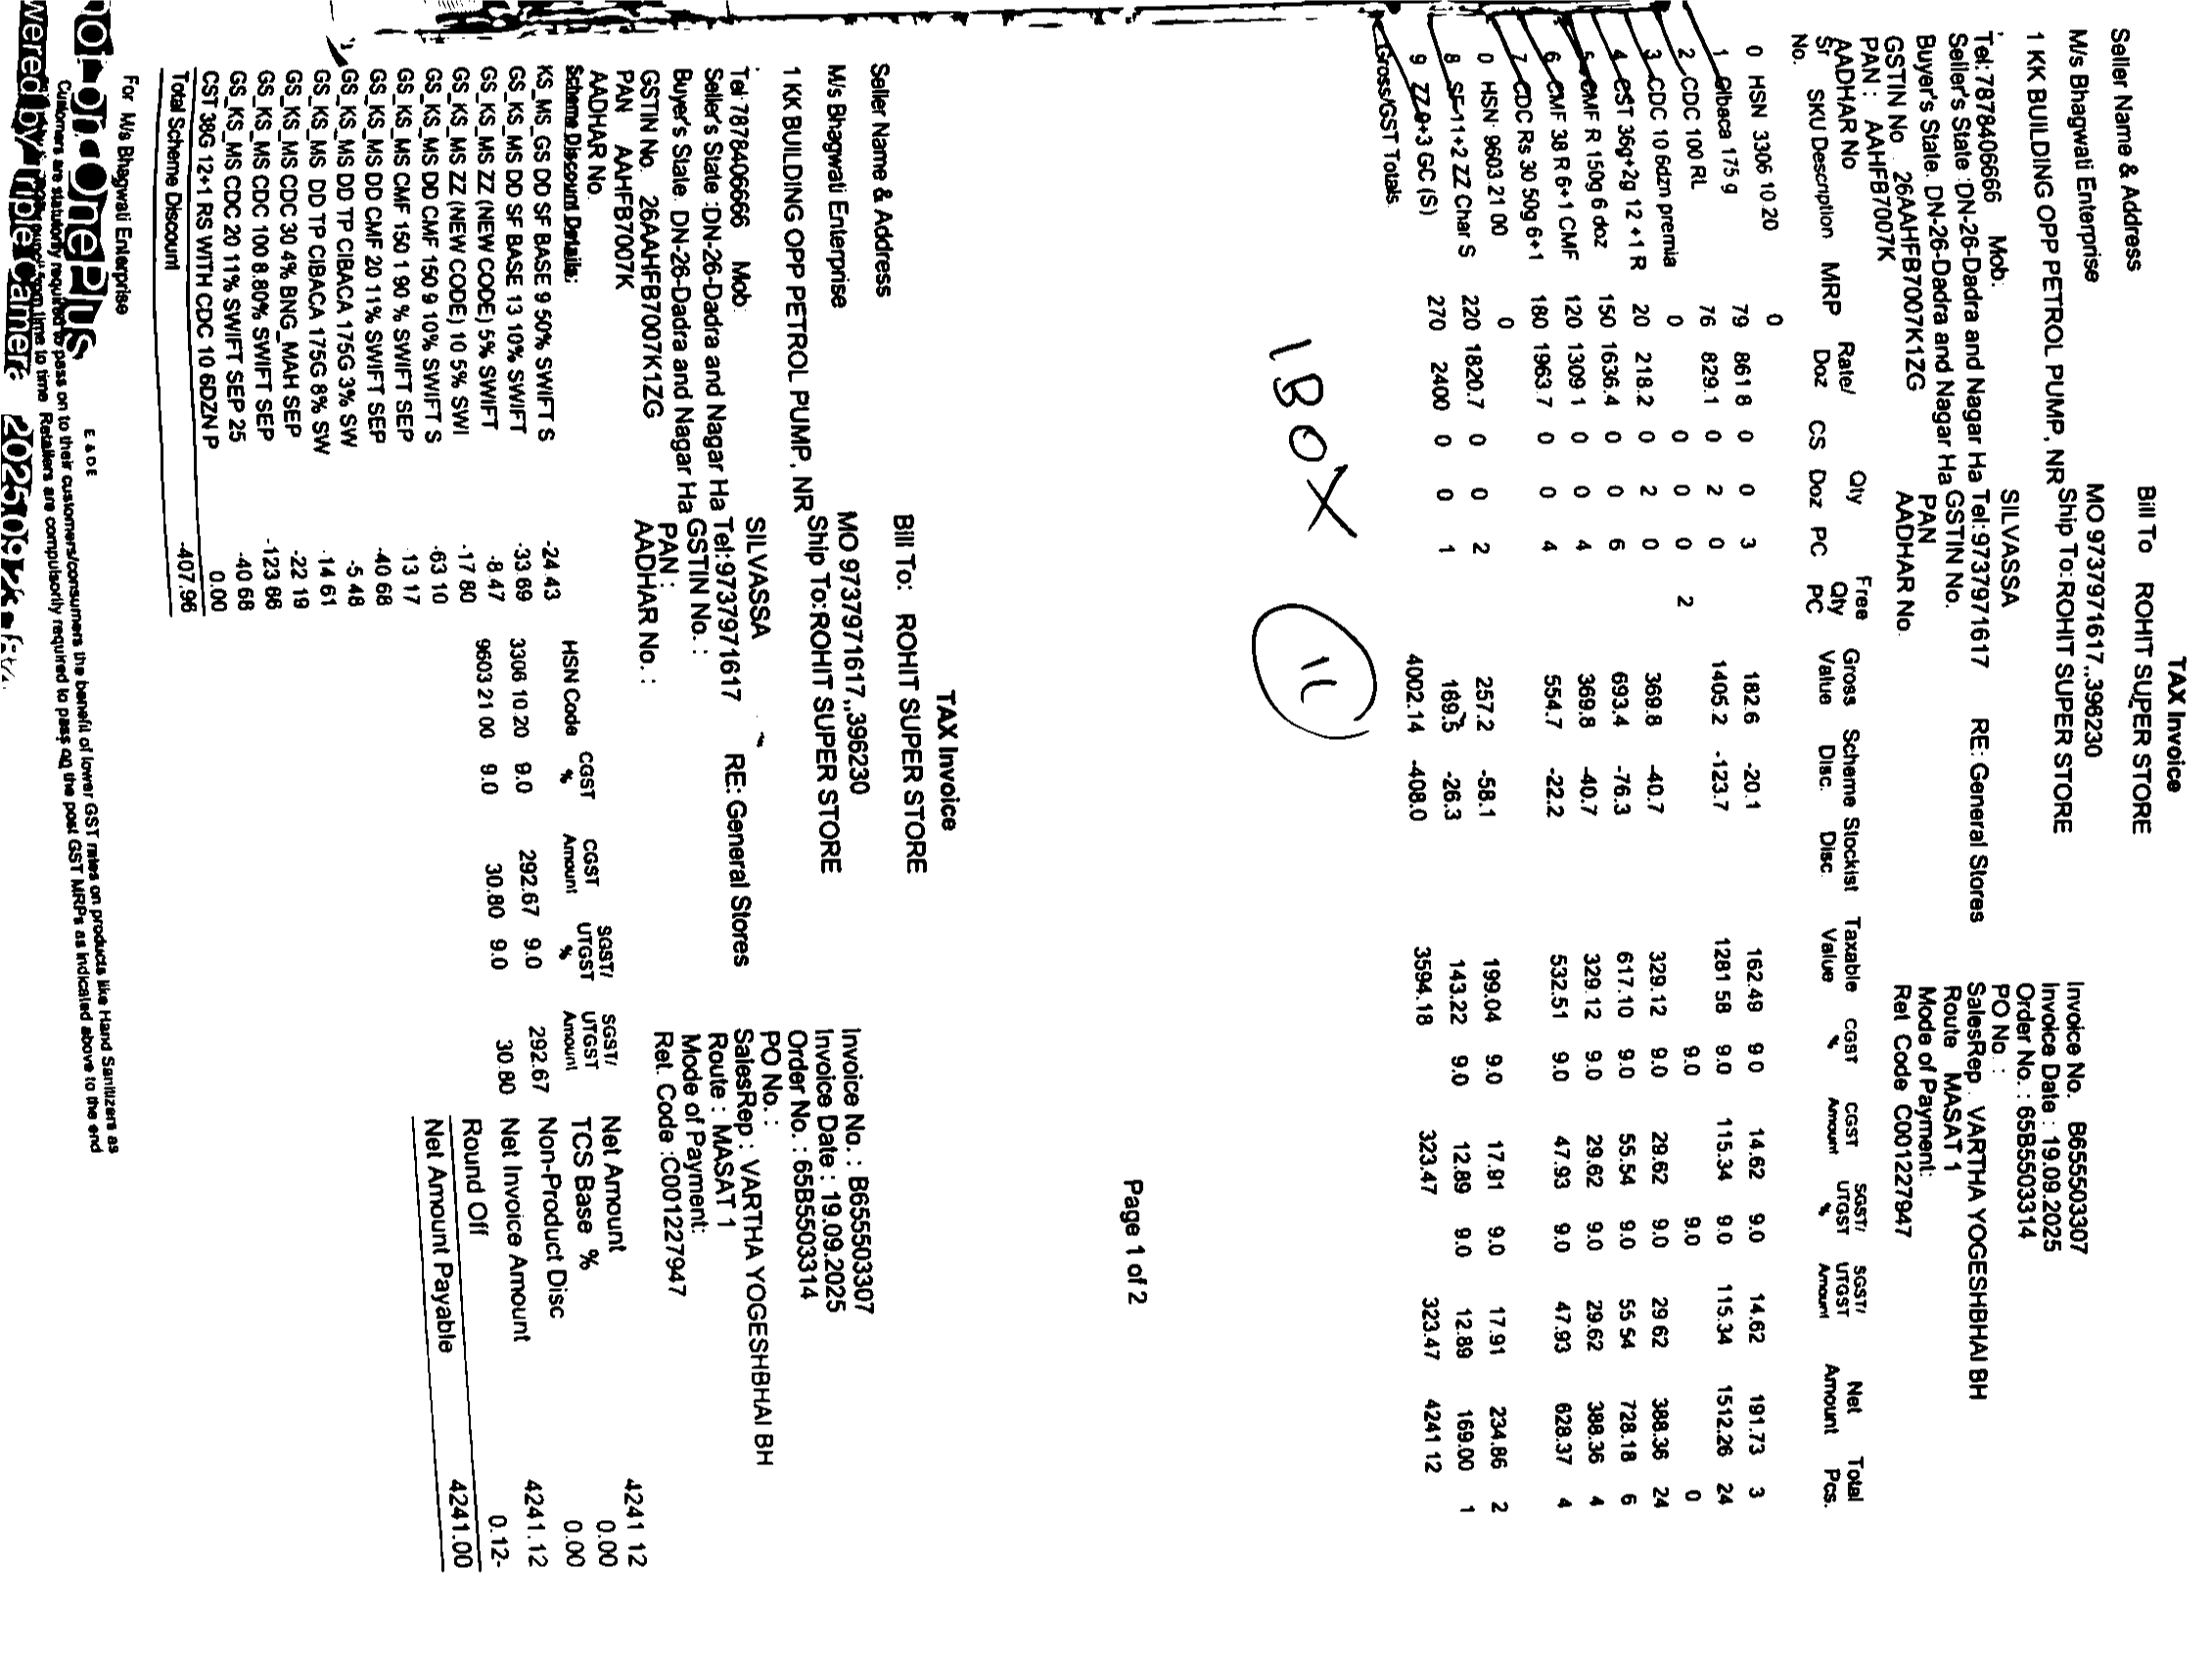 TAX Invoice
Seller Name & Address
Bill To ROHIT SUPER STORE
M/s Bhagwati Enterprise
MO 9737971617,,396230
Invoice No. B655503307
1 KK BUILDING OPP PETROL PUMP, NR
Ship To:ROHIT SUPER STORE
Invoice Date : 19.09.2025
Order No. : 65B5503314
SILVASSA
PO No. :
Tel:7878406666 Mob:
Tel:9737971617 RE: General Stores
SalesRep. VARTHA YOGESHBHAI BH
Seller's State :DN-26-Dadra and Nagar Ha
GSTIN No.
Route MASAT 1
Buyer's State. DN-26-Dadra and Nagar Ha
PAN
Mode of Payment:
GSTIN No 26AAHFB7007K1ZG
AADHAR No.
Ret Code C001227947
PAN : AAHFB7007K
AADHAR No
Sr No. SKU Description MRP Rate/ Doz Qty CS Doz PC Free Qty PC Gross Value Scheme Disc. Stockist Disc. Taxable Value CGST % CGST Amount SGST/ UTGST % SGST/ UTGST Amount Net Amount Total Pcs.
0 HSN 3306 10 20 0
1 Cibaca 175 g 79 861 8 0 0 3 182.6 -20.1 162.49 9 0 14.62 9.0 14.62 191.73 3
2 CDC 100 RL 76 829.1 0 2 0 1405.2 -123.7 1281 58 9.0 115.34 9.0 115.34 1512.26 24
3 CDC 10 6dzn premia 0 0 0 0 2 9.0 9.0 0
4 CST 36g+2g 12 +1 R 20 218.2 0 2 0 369.8 -40.7 329.12 9.0 29.62 9.0 29 62 388.36 24
5 CMF R 150g 6 doz 150 1636.4 0 0 6 693.4 -76.3 617.10 9.0 55.54 9.0 55 54 728.18 6
6 CMF 38 R 6+1 CMF 120 1309 1 0 0 4 369.8 -40.7 329.12 9.0 29.62 9.0 29.62 388.36 4
7 CDC Rs 30 50g 6+1 180 1963.7 0 0 4 554.7 -22.2 532.51 9.0 47.93 9.0 47.93 628.37 4
0 HSN: 9603 21 00 0
8 SF 11+2 ZZ Char S 220 1820.7 0 0 2 257.2 -58.1 199.04 9.0 17.91 9.0 17.91 234.86 2
9 ZZ 9+3 GC (S) 270 2400 0 0 1 169.5 -26.3 143.22 9.0 12.89 9.0 12.89 169.00 1
Gross/GST Totals. 4002.14 -408.0 3594.18 323.47 323.47 4241 12
1 BOX
11
Page 1 of 2
TAX Invoice
Seller Name & Address
Bill To: ROHIT SUPER STORE
M/s Bhagwati Enterprise
MO 9737971617,,396230
Invoice No. : B655503307
1 KK BUILDING OPP PETROL PUMP, NR
Ship To:ROHIT SUPER STORE
Invoice Date : 19.09.2025
Order No. : 65B5503314
SILVASSA
PO No. :
Tel 7878406666 Mob:
Tel:9737971617 RE: General Stores
SalesRep : VARTHA YOGESHBHAI BH
Seller's State :DN-26-Dadra and Nagar Ha
GSTIN No. :
Route : MASAT 1
Buyer's State. DN-26-Dadra and Nagar Ha
PAN :
Mode of Payment:
GSTIN No. 26AAHFB7007K1ZG
AADHAR No. :
Ret. Code :C001227947
PAN AAHFB7007K
AADHAR No.
Scheme Discount Details:
KS_MS_GS DD SF BASE 9 50% SWIFT S -24 43
GS_KS_MS DD SF BASE 13 10% SWIFT -33 69
GS_KS_MS ZZ (NEW CODE) 5% SWIFT -8.47
GS_KS_MS ZZ (NEW CODE) 10 5% SWI -17 80
GS_KS_MS DD CMF 150 9 10% SWIFT S -63 10
GS_KS_MS CMF 150 1 90 % SWIFT SEP -13 17
GS_KS_MS DD CMF 20 11% SWIFT SEP -40 68
GS_KS_MS DD TP CIBACA 175G 3% SW -5 48
GS_KS_MS DD TP CIBACA 175G 8% SW -14 61
GS_KS_MS CDC 30 4% BNG_MAH SEP -22 19
GS_KS_MS CDC 100 8.80% SWIFT SEP -123 66
GS_KS_MS CDC 20 11% SWIFT SEP 25 -40 68
CST 38G 12+1 RS WITH CDC 10 6DZN P 0.00
Total Scheme Discount -407.96
HSN Code CGST % CGST Amount SGST/ UTGST % SGST/ UTGST Amount
3306 10.20 9.0 292.67 9.0 292.67
9603 21 00 9.0 30.80 9.0 30.80
Net Amount 4241 12
TCS Base % 0.00
Non-Product Disc 0.00
Net Invoice Amount 4241.12
Round Off 0.12-
Net Amount Payable 4241.00
For M/s Bhagwati Enterprise
E & O E
Customers are statutorily required to pass on to their customers/consumers the benefit of lower GST rates on products like Hand Sanitizers as
from time to time Retailers are compulsorily required to pass on the post GST MRPs as indicated above to the end
on OnePlus
wered by Triple Camera